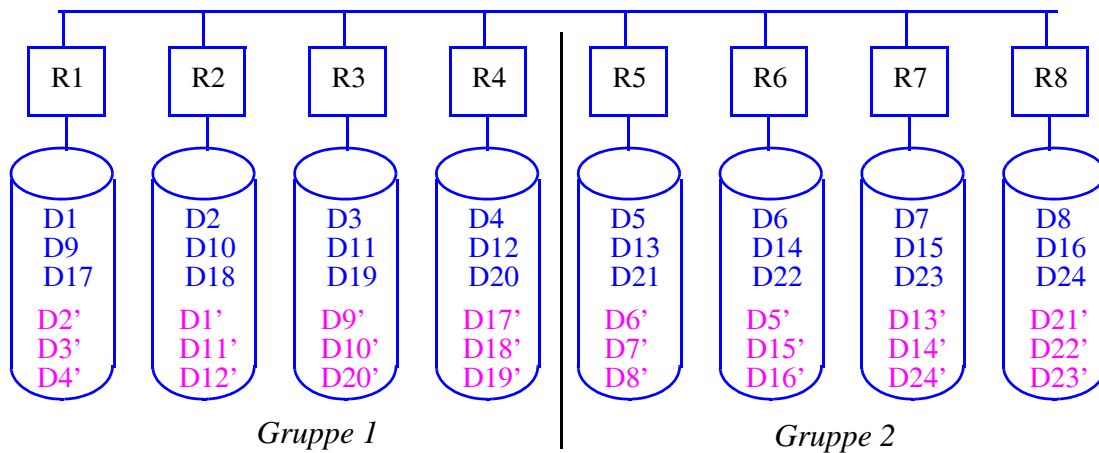 R1 R2 R3 R4 R5 R6 R7 R8
D1 D2 D3 D4 D5 D6 D7 D8
D9 D10 D11 D12 D13 D14 D15 D16
D17 D18 D19 D20 D21 D22 D23 D24
D2’ D1’ D9’ D17’ D6’ D5’ D13’ D21’
D3’ D11’ D10’ D18’ D7’ D15’ D14’ D22’
D4’ D12’ D20’ D19’ D8’ D16’ D24’ D23’
Gruppe 1 Gruppe 2